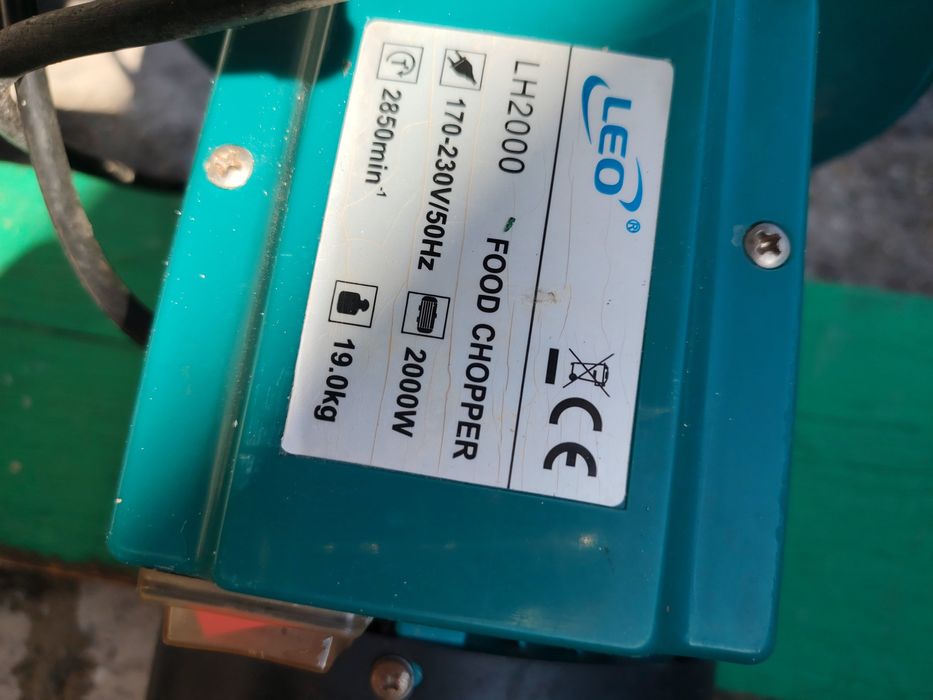 LEO®
CE
LH2000 FOOD CHOPPER
170-230V/50Hz 2000W
2850min⁻¹ 19.0kg